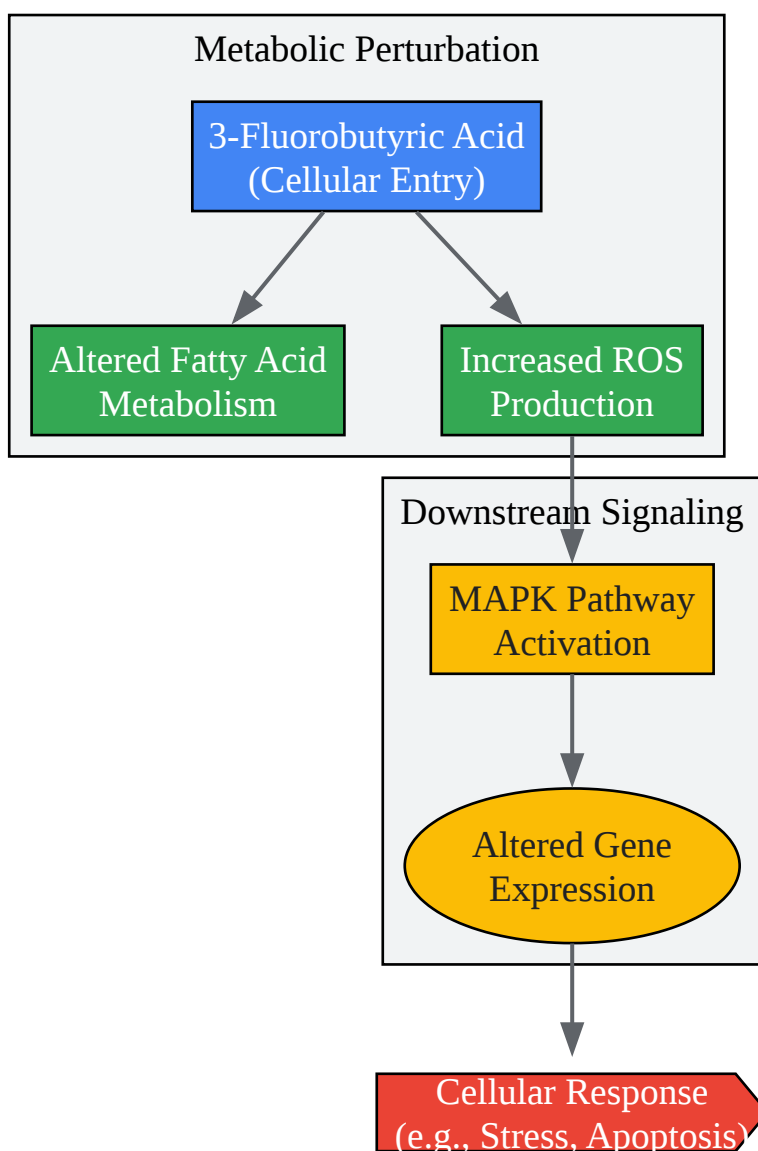 Metabolic Perturbation
3-Fluorobutyric Acid
(Cellular Entry)
Altered Fatty Acid
Metabolism
Increased ROS
Production
Downstream Signaling
MAPK Pathway
Activation
Altered Gene
Expression
Cellular Response
(e.g., Stress, Apoptosis)